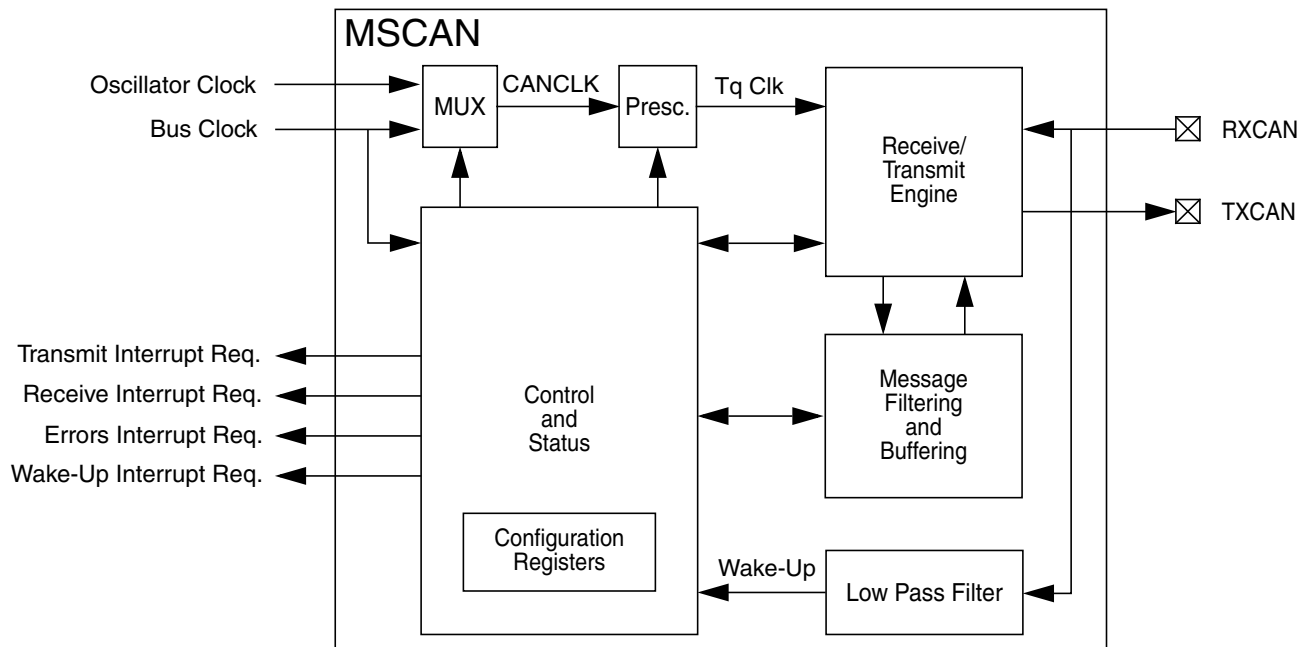 MSCAN
Oscillator Clock
Bus Clock
MUX
CANCLK
Presc.
Tq Clk
Receive/
Transmit
Engine
RXCAN
TXCAN
Transmit Interrupt Req.
Receive Interrupt Req.
Errors Interrupt Req.
Wake-Up Interrupt Req.
Control
and
Status
Message
Filtering
and
Buffering
Configuration
Registers
Wake-Up
Low Pass Filter